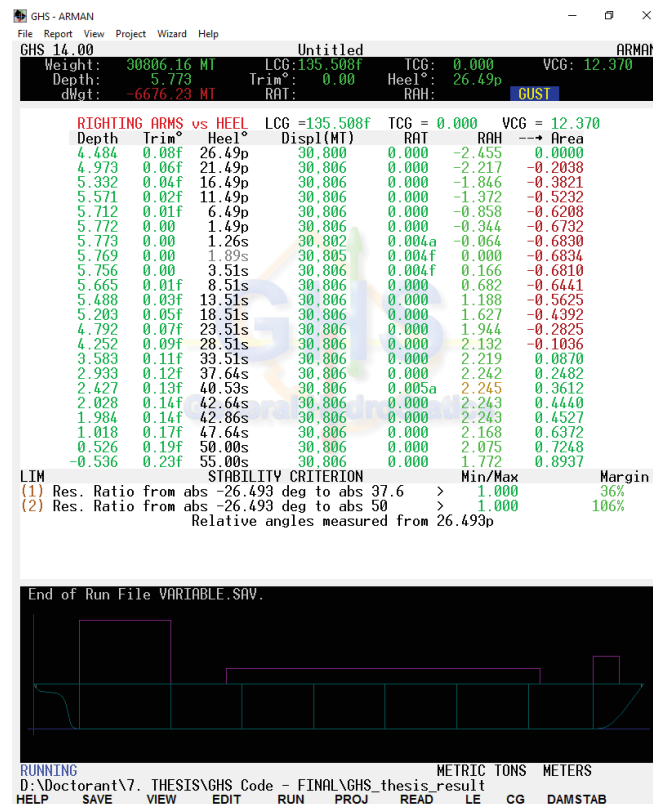 GHS - ARMAN
File Report View Project Wizard Help
GHS 14.00 Untitled ARMAN
Weight: 30806.16 MT LCG:135.508f TCG: 0.000 VCG: 12.370
Depth: 5.773 Trim°: 0.00 Heel°: 26.49p
dWgt: -6676.23 MT RAT: RAH: GUST
RIGHTING ARMS vs HEEL LCG =135.508f TCG = 0.000 VCG = 12.370
Depth Trim° Heel° Displ(MT) RAT RAH --→ Area
4.484 0.08f 26.49p 30,800 0.000 -2.455 0.0000
4.973 0.06f 21.49p 30,806 0.000 -2.217 -0.2038
5.332 0.04f 16.49p 30,806 0.000 -1.846 -0.3821
5.571 0.02f 11.49p 30,806 0.000 -1.372 -0.5232
5.712 0.01f 6.49p 30,806 0.000 -0.858 -0.6208
5.772 0.00 1.49p 30,806 0.000 -0.344 -0.6732
5.773 0.00 1.26s 30,802 0.004a -0.064 -0.6830
5.769 0.00 1.89s 30,805 0.004f 0.000 -0.6834
5.756 0.00 3.51s 30,806 0.004f 0.166 -0.6810
5.665 0.01f 8.51s 30,806 0.000 0.682 -0.6441
5.488 0.03f 13.51s 30,806 0.000 1.188 -0.5625
5.203 0.05f 18.51s 30,806 0.000 1.627 -0.4392
4.792 0.07f 23.51s 30,806 0.000 1.944 -0.2825
4.252 0.09f 28.51s 30,806 0.000 2.132 -0.1036
3.583 0.11f 33.51s 30,806 0.000 2.219 0.0870
2.933 0.12f 37.64s 30,806 0.000 2.242 0.2482
2.427 0.13f 40.53s 30,806 0.005a 2.245 0.3612
2.028 0.14f 42.64s 30,806 0.000 2.243 0.4440
1.984 0.14f 42.86s 30,806 0.000 2.243 0.4527
1.018 0.17f 47.64s 30,806 0.000 2.168 0.6372
0.526 0.19f 50.00s 30,806 0.000 2.075 0.7248
-0.536 0.23f 55.00s 30,806 0.000 1.772 0.8937
LIM STABILITY CRITERION Min/Max Margin
(1) Res. Ratio from abs -26.493 deg to abs 37.6 > 1.000 36%
(2) Res. Ratio from abs -26.493 deg to abs 50 > 1.000 106%
Relative angles measured from 26.493p
End of Run File VARIABLE.SAV.
RUNNING METRIC TONS METERS
D:\Doctorant\7. THESIS\GHS Code - FINAL\GHS_thesis_result
HELP SAVE VIEW EDIT RUN PROJ READ LE CG DAMSTAB